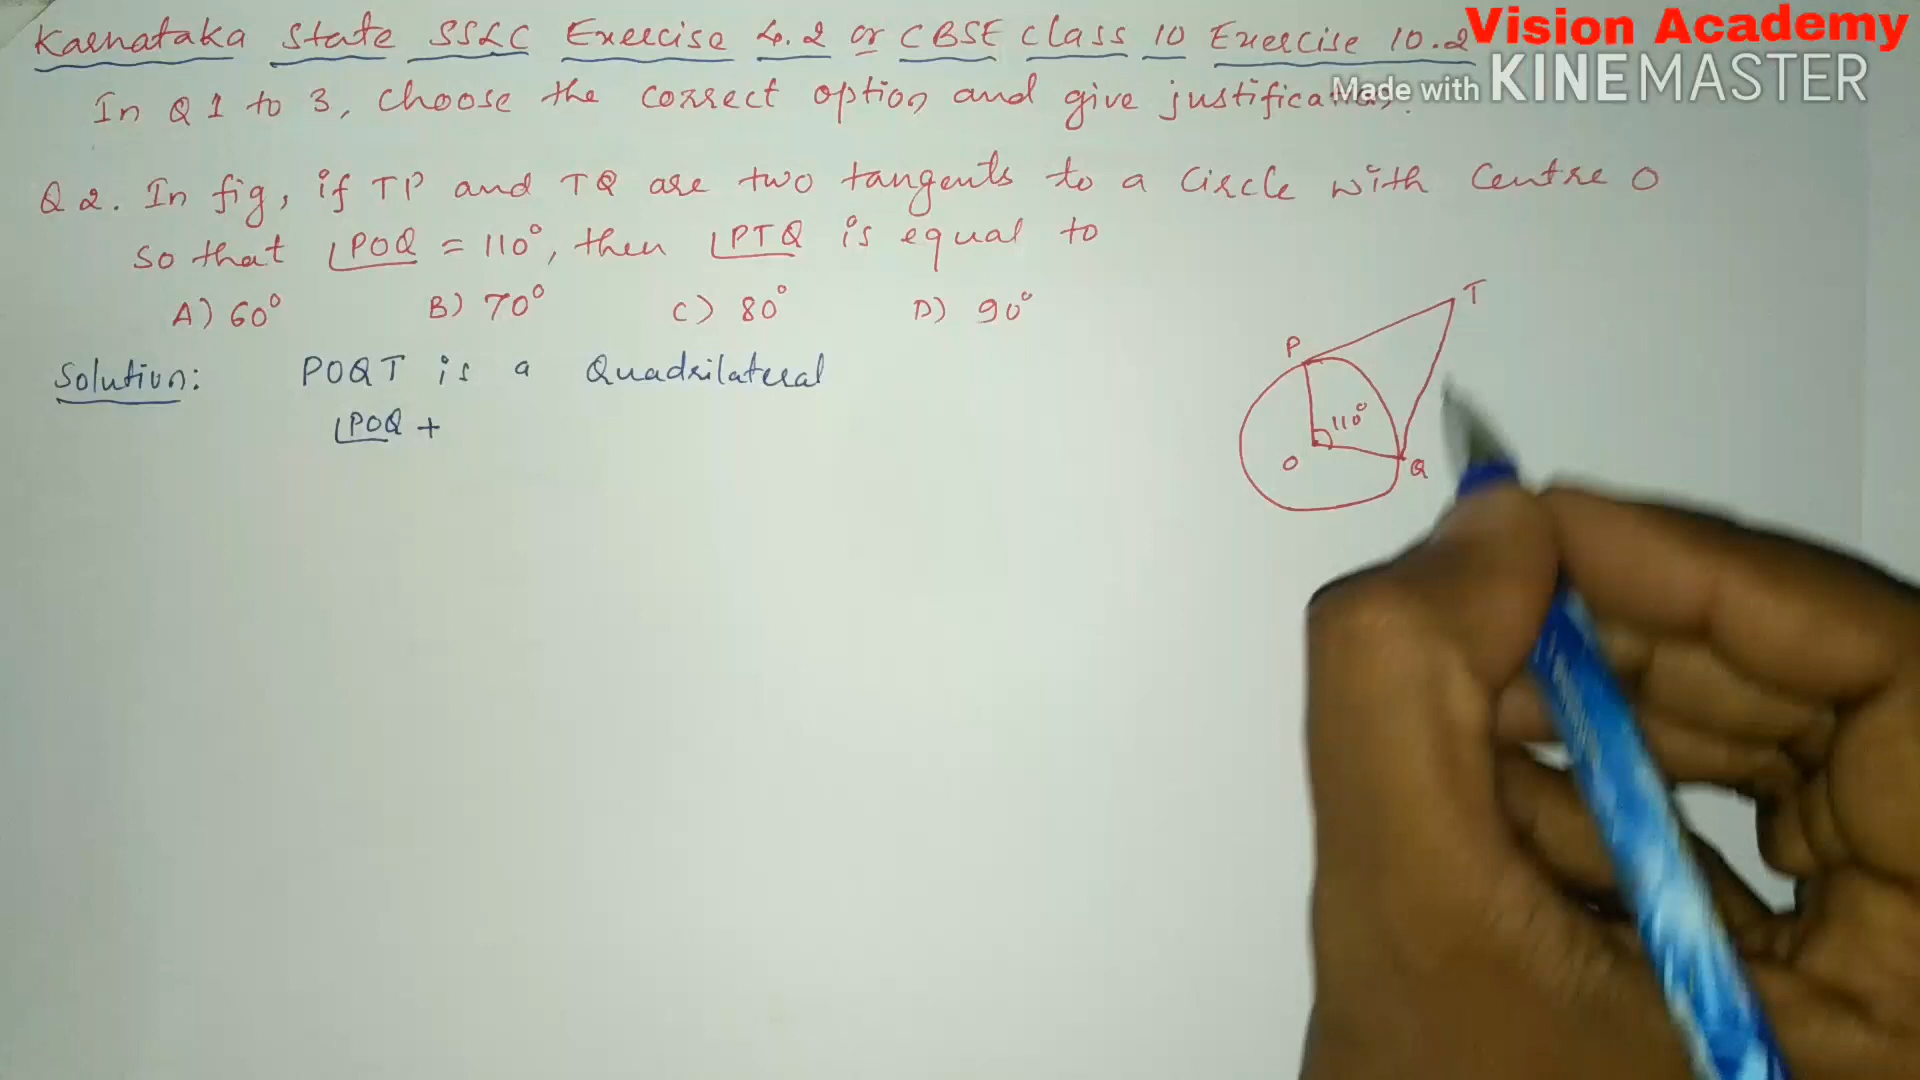 Karnataka State SSLC Exercise 4.2 or CBSE Class 10 Exercise 10.2
Vision Academy
Made with KINEMASTER
In Q 1 to 3, choose the correct option and give
Q 2. In fig, if TP and TQ are two tangents to a circle with centre O
so that ∠POQ = 110°, then ∠PTQ is equal to
A) 60° B) 70° C) 80° D) 90°
Solution: POQT is a Quadrilateral
∠POQ +
T
P
110°
O
Q